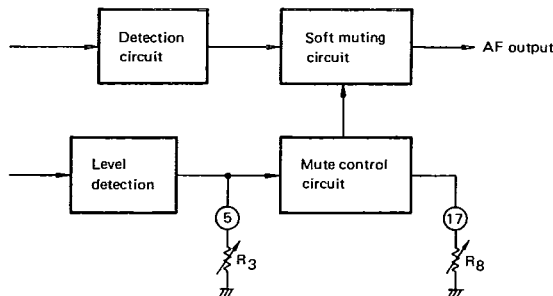 Detection
circuit
Soft muting
circuit
AF output
Level
detection
Mute control
circuit
5
17
R3
R8